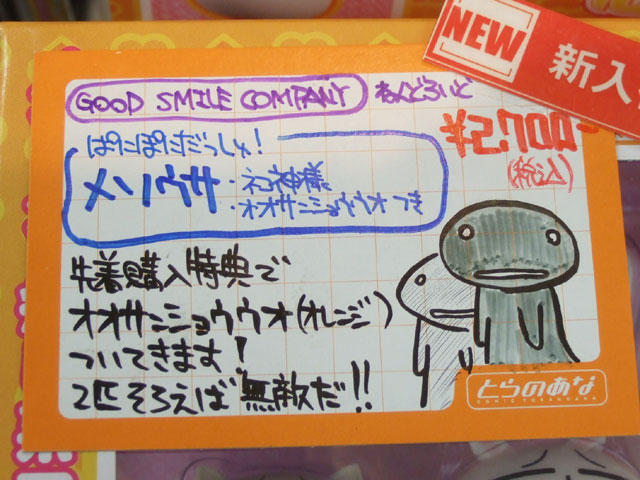 NEW 新入
GOOD SMILE COMPANY ねんどろいど
¥2,700-
(税込)
ぱにぽにだっしゅ!
メソウサ ・ネコ神様
・オオサンショウウオ つき
先着購入特典で
オオサンショウウオ(オレンジ)
ついてきます!
2匹そろえば無敵だ!!
とらのあな
COMIC TORANOANA